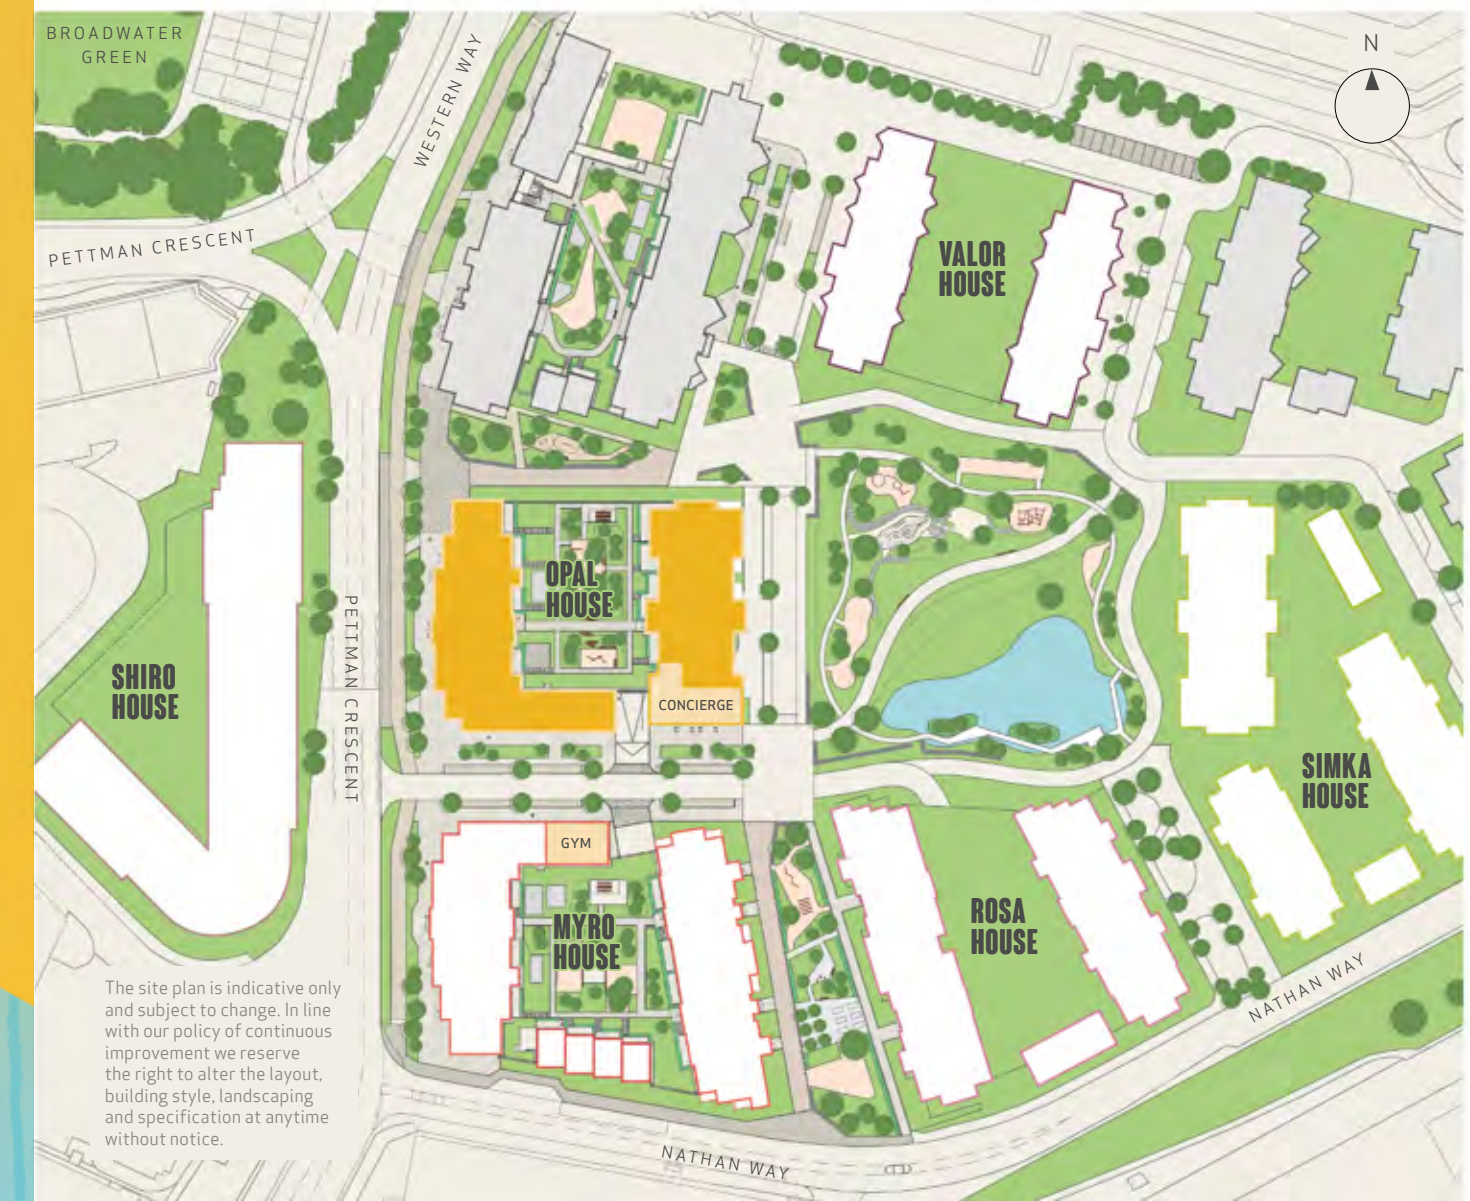 BROADWATER
GREEN
WESTERN WAY
N
PETTMAN CRESCENT
VALOR
HOUSE
OPAL
HOUSE
PETTMAN CRESCENT
SHIRO
HOUSE
CONCIERGE
SIMKA
HOUSE
GYM
MYRO
HOUSE
ROSA
HOUSE
NATHAN WAY
The site plan is indicative only
and subject to change. In line
with our policy of continuous
improvement we reserve
the right to alter the layout,
building style, landscaping
and specification at anytime
without notice.
NATHAN WAY